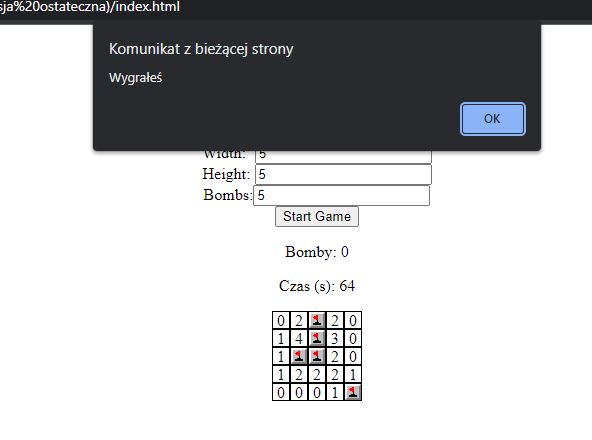 sja%20ostateczna)/index.html
Komunikat z bieżącej strony
Wygrałeś
OK
Width: 5
Height: 5
Bombs: 5
Start Game
Bomby: 0
Czas (s): 64
0 2 2 0
1 4 3 0
1 2 0
1 2 2 2 1
0 0 0 1